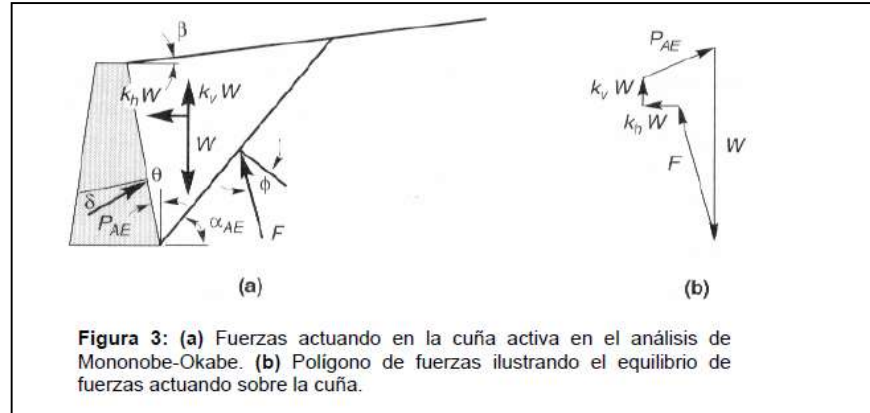 β
k_h W
k_v W
W
θ
δ
P_AE
α_AE
ϕ
F
(a)
P_AE
k_v W
k_h W
F
W
(b)
Figura 3: (a) Fuerzas actuando en la cuña activa en el análisis de
Mononobe-Okabe. (b) Polígono de fuerzas ilustrando el equilibrio de
fuerzas actuando sobre la cuña.